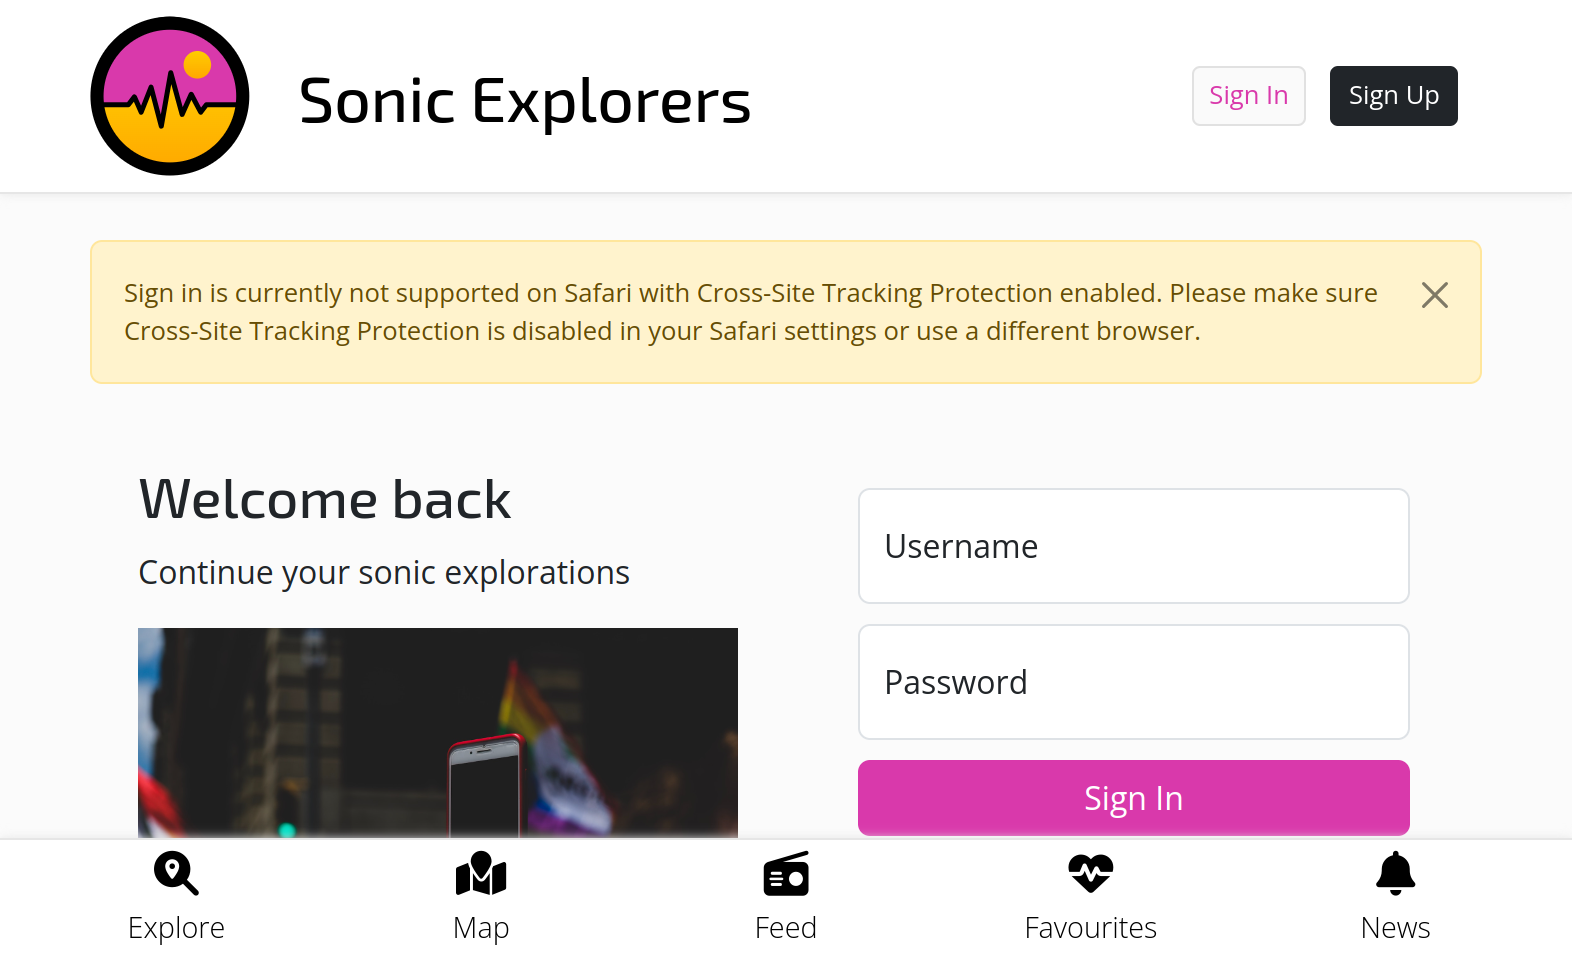 Sonic Explorers
Sign In
Sign Up
Sign in is currently not supported on Safari with Cross-Site Tracking Protection enabled. Please make sure
Cross-Site Tracking Protection is disabled in your Safari settings or use a different browser.
Welcome back
Continue your sonic explorations
Username
Password
Sign In
Explore
Map
Feed
Favourites
News